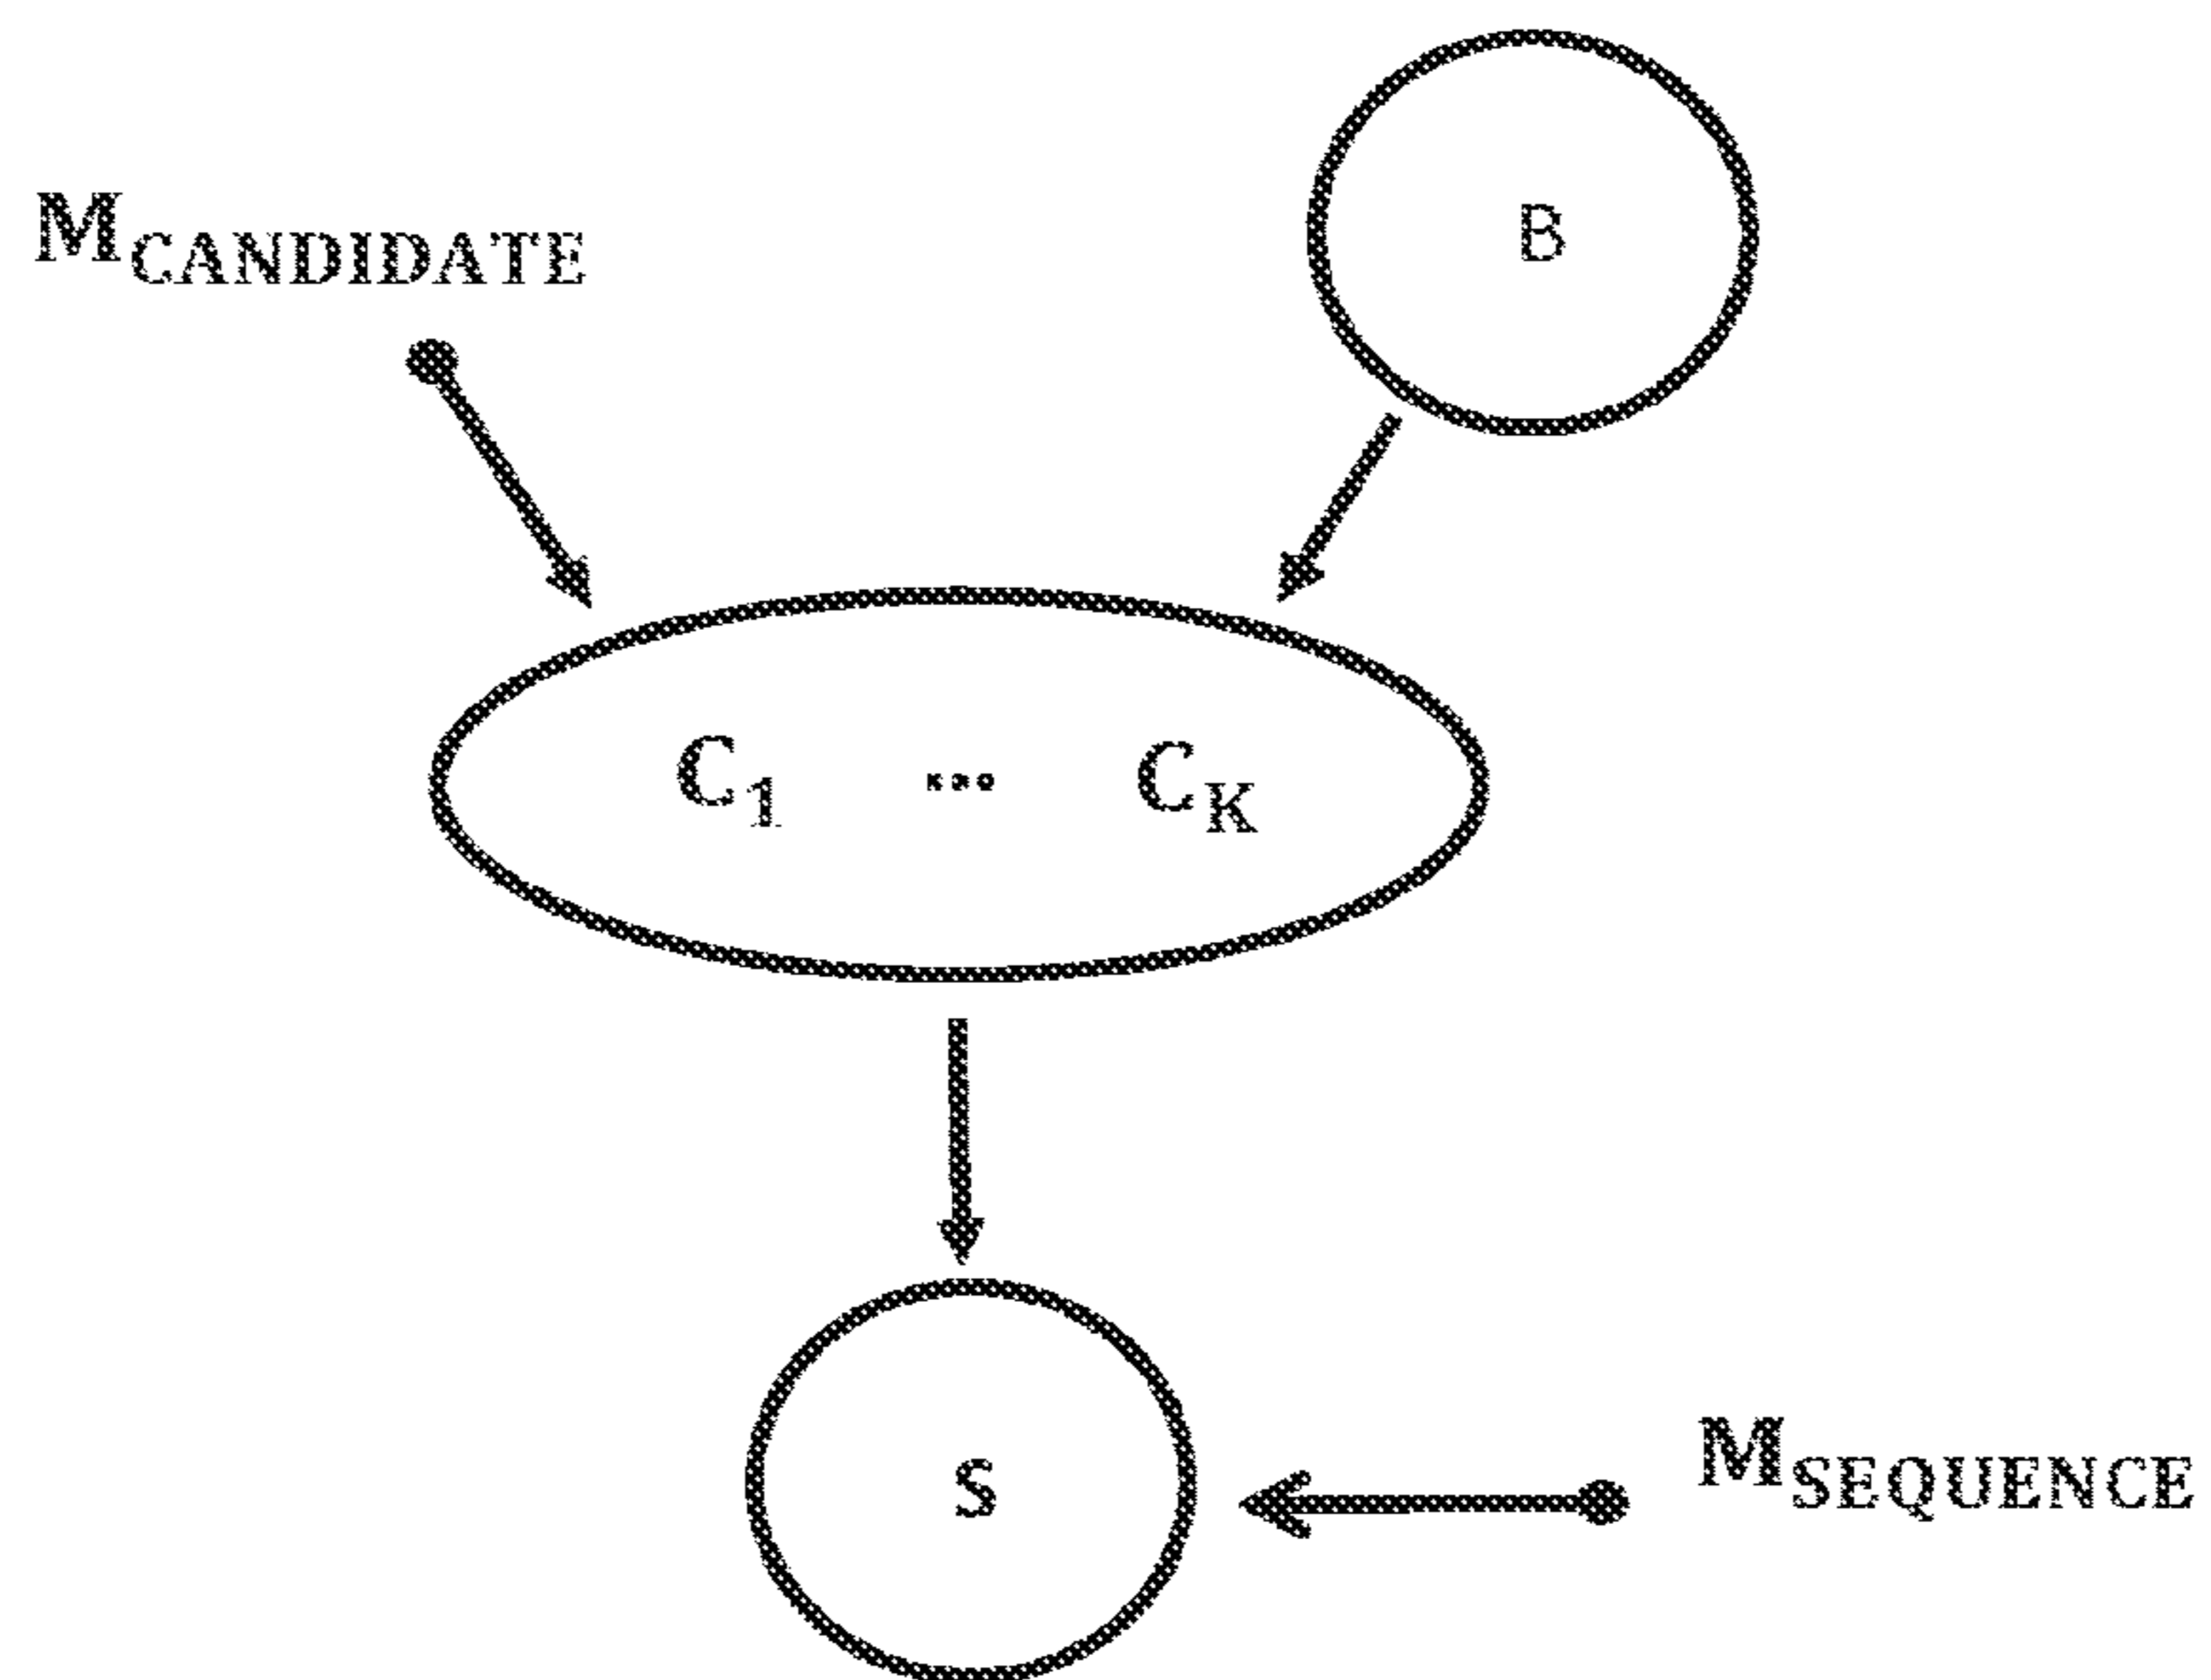 B
M_CANDIDATE
C_1 ... C_K
S
M_SEQUENCE